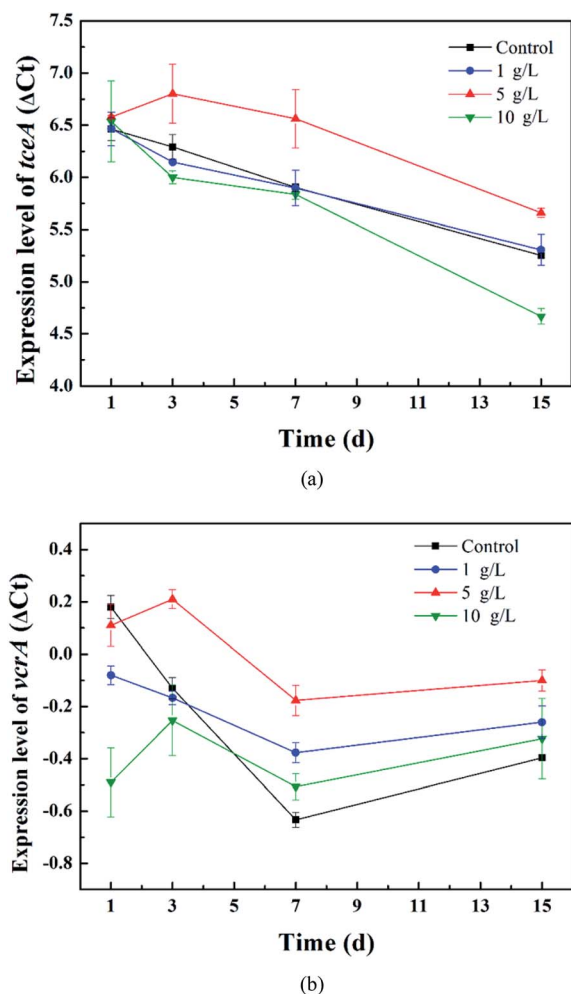 7.5
7.0
6.5
6.0
5.5
5.0
4.5
4.0
Expression level of tceA (ΔCt)
Control
1 g/L
5 g/L
10 g/L
1 3 5 7 9 11 13 15
Time (d)
(a)
0.4
0.2
0.0
-0.2
-0.4
-0.6
-0.8
Expression level of vcrA (ΔCt)
Control
1 g/L
5 g/L
10 g/L
1 3 5 7 9 11 13 15
Time (d)
(b)